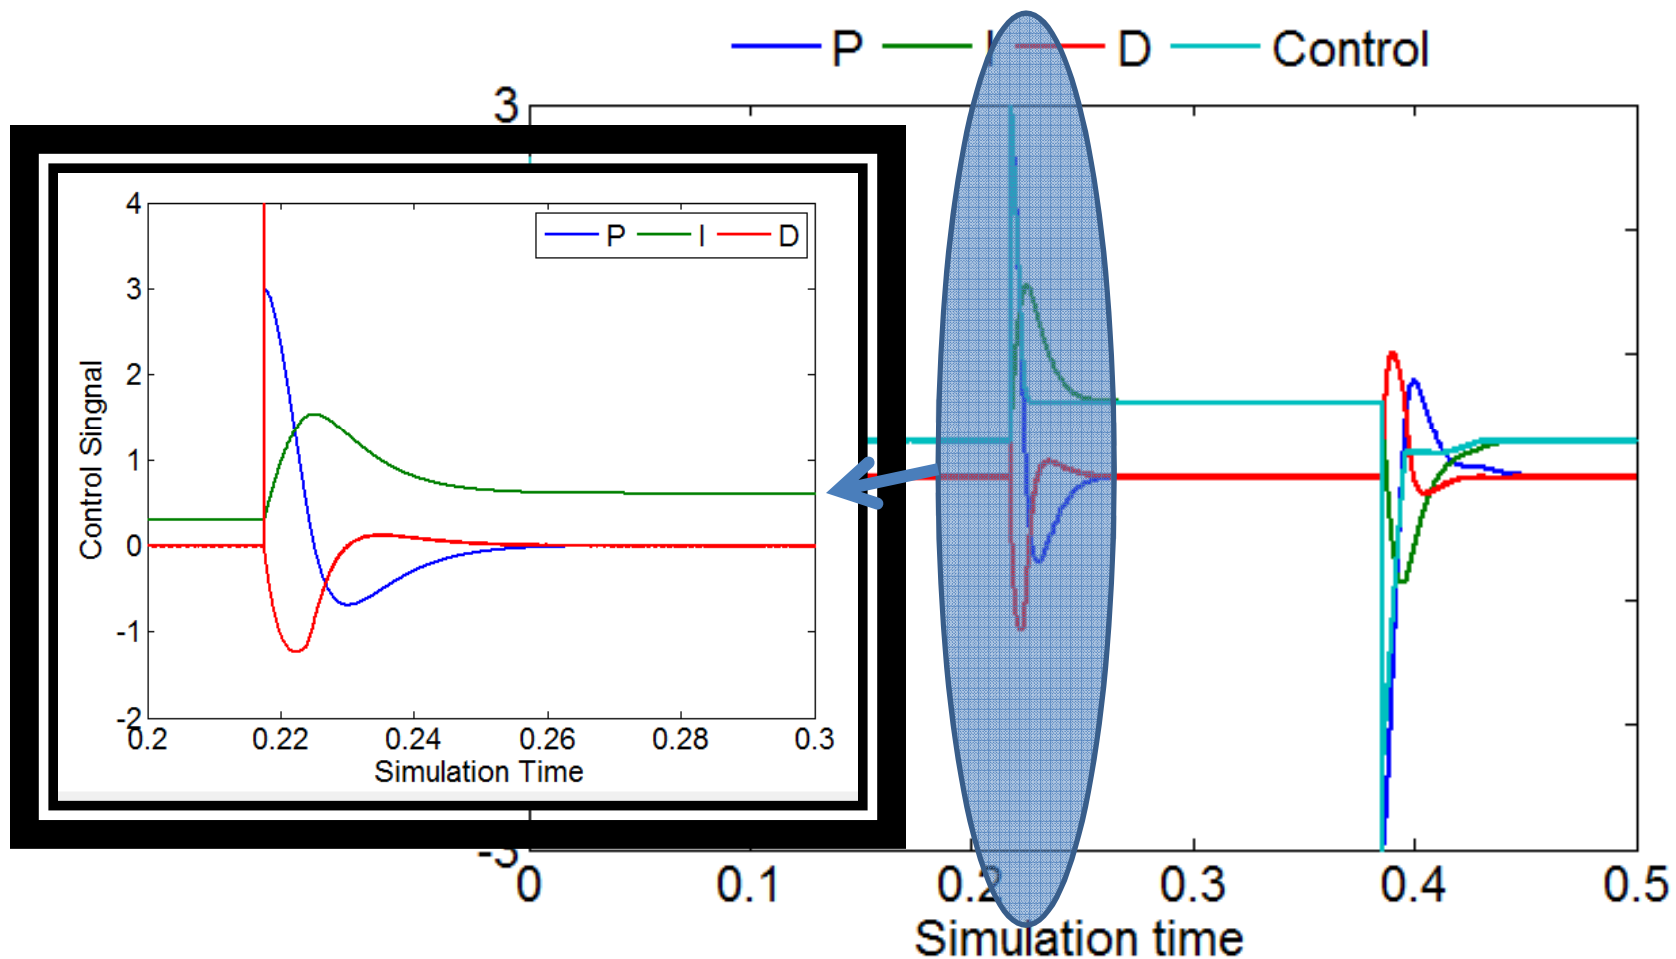 P I D Control
3
4
P I D
3
2
1
0
-1
-2
Control Singnal
0.2 0.22 0.24 0.26 0.28 0.3
Simulation Time
-3
0 0.1 0.2 0.3 0.4 0.5
Simulation time